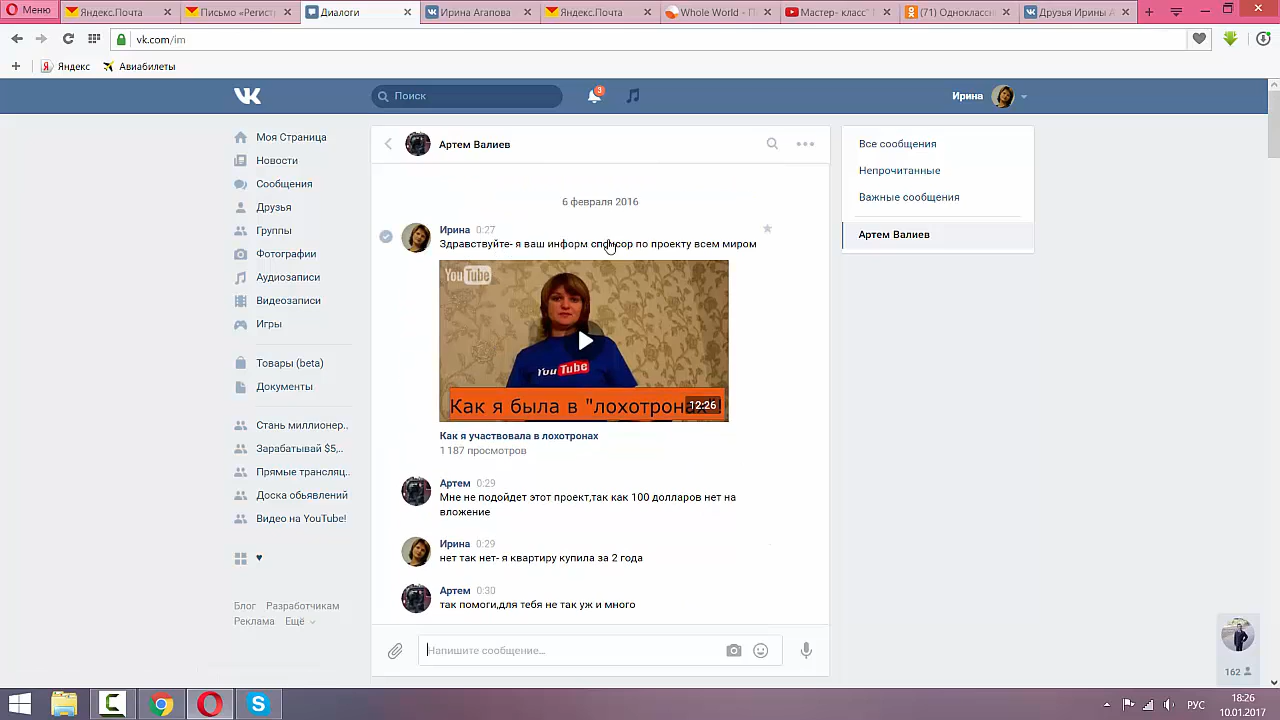 Меню
Яндекс.Почта
Письмо «Регистр
Диалоги
Ирина Агапова
Яндекс.Почта
Whole World - П
Мастер- класс"
(71) Одноклассн
Друзья Ирины А
vk.com/im
Яндекс
Авиабилеты
Поиск
3
Ирина
Моя Страница
Новости
Сообщения
Друзья
Группы
Фотографии
Аудиозаписи
Видеозаписи
Игры
Товары (beta)
Документы
Стань миллионер..
Зарабатывай $5,..
Прямые трансляц..
Доска обьявлений
Видео на YouTube!
♥
Блог Разработчикам
Реклама Ещё
Артем Валиев
6 февраля 2016
Ирина 0:27
Здравствуйте- я ваш информ спонсор по проекту всем миром
YouTube
YouTube
Как я была в "лохотрон
12:26
Как я участвовала в лохотронах
1 187 просмотров
Артем 0:29
Мне не подойдет этот проект,так как 100 долларов нет на
вложение
Ирина 0:29
нет так нет- я квартиру купила за 2 года
Артем 0:30
так помоги,для тебя не так уж и много
Напишите сообщение...
Все сообщения
Непрочитанные
Важные сообщения
Артем Валиев
162
РУС
18:26
10.01.2017